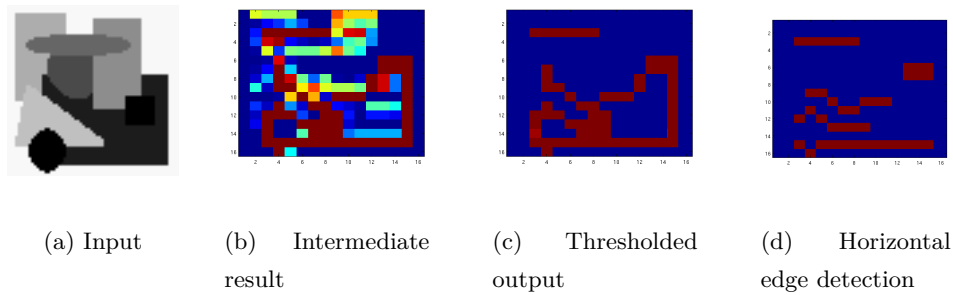 2
4
6
8
10
12
14
16
2 4 6 8 10 12 14 16
2
4
6
8
10
12
14
16
2 4 6 8 10 12 14 16
2
4
6
8
10
12
14
16
2 4 6 8 10 12 14 16
(a) Input
(b) Intermediate
result
(c) Thresholded
output
(d) Horizontal
edge detection